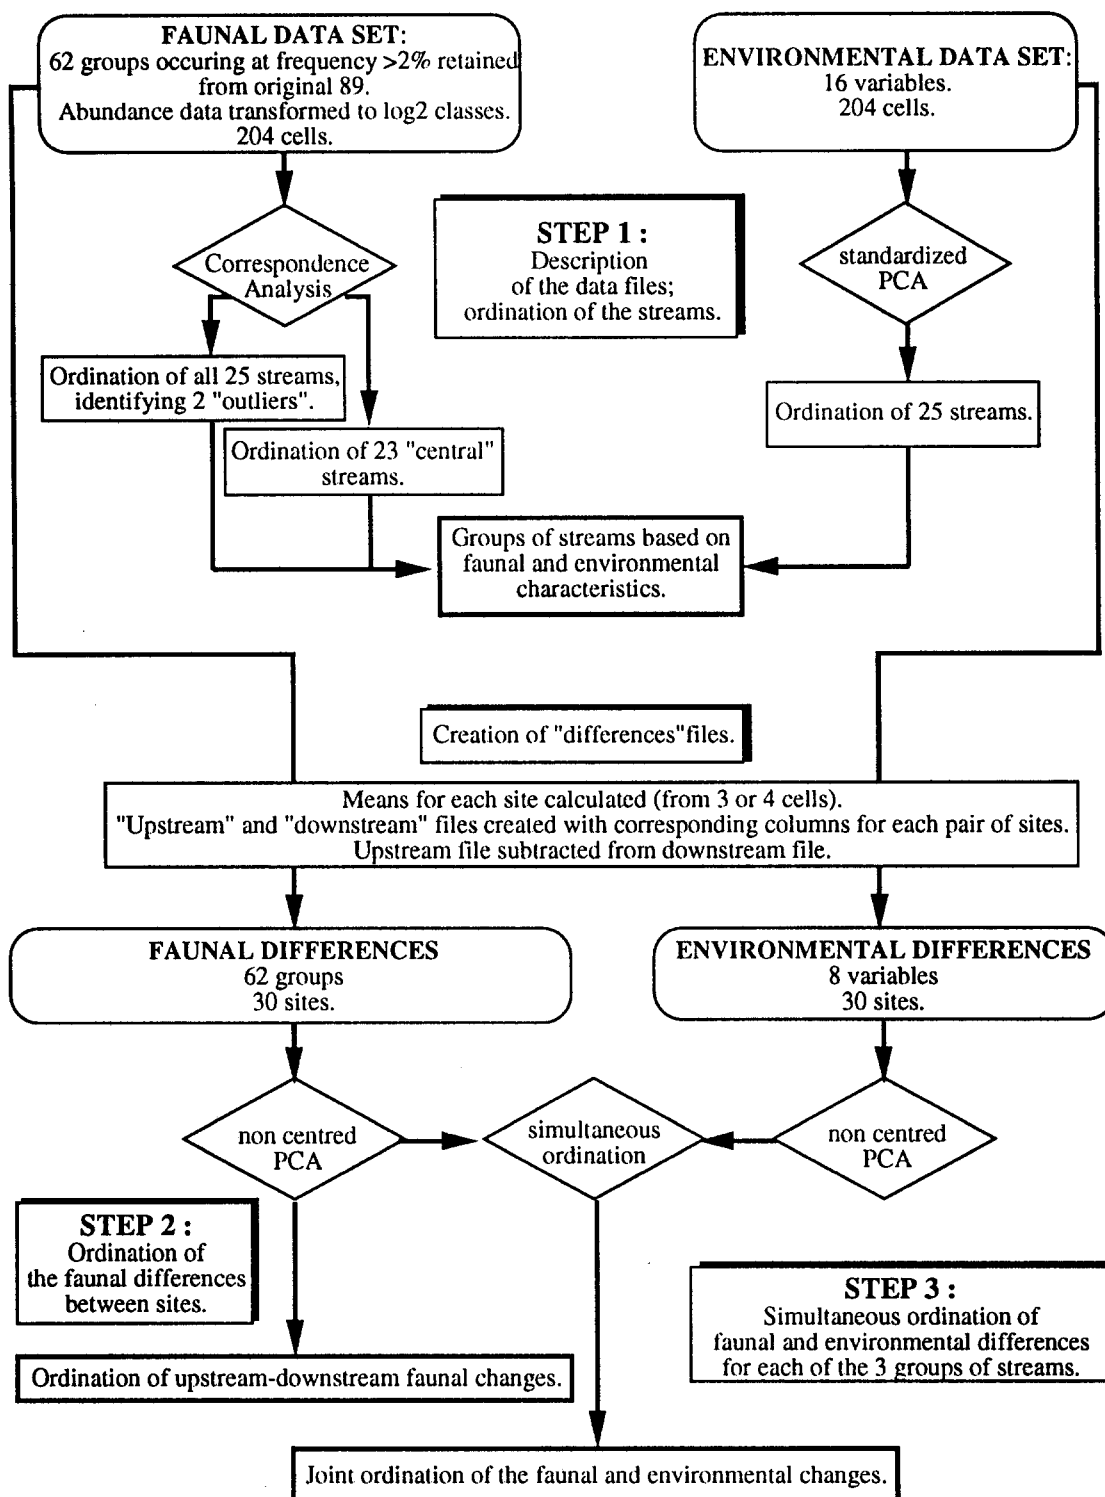 FAUNAL DATA SET:
62 groups occuring at frequency >2% retained
from original 89.
Abundance data transformed to log2 classes.
204 cells.
ENVIRONMENTAL DATA SET:
16 variables.
204 cells.
Correspondence
Analysis
STEP 1 :
Description
of the data files;
ordination of the streams.
standardized
PCA
Ordination of all 25 streams,
identifying 2 "outliers".
Ordination of 23 "central"
streams.
Ordination of 25 streams.
Groups of streams based on
faunal and environmental
characteristics.
Creation of "differences"files.
Means for each site calculated (from 3 or 4 cells).
"Upstream" and "downstream" files created with corresponding columns for each pair of sites.
Upstream file subtracted from downstream file.
FAUNAL DIFFERENCES
62 groups
30 sites.
ENVIRONMENTAL DIFFERENCES
8 variables
30 sites.
non centred
PCA
simultaneous
ordination
non centred
PCA
STEP 2 :
Ordination of
the faunal differences
between sites.
STEP 3 :
Simultaneous ordination of
faunal and environmental differences
for each of the 3 groups of streams.
Ordination of upstream-downstream faunal changes.
Joint ordination of the faunal and environmental changes.